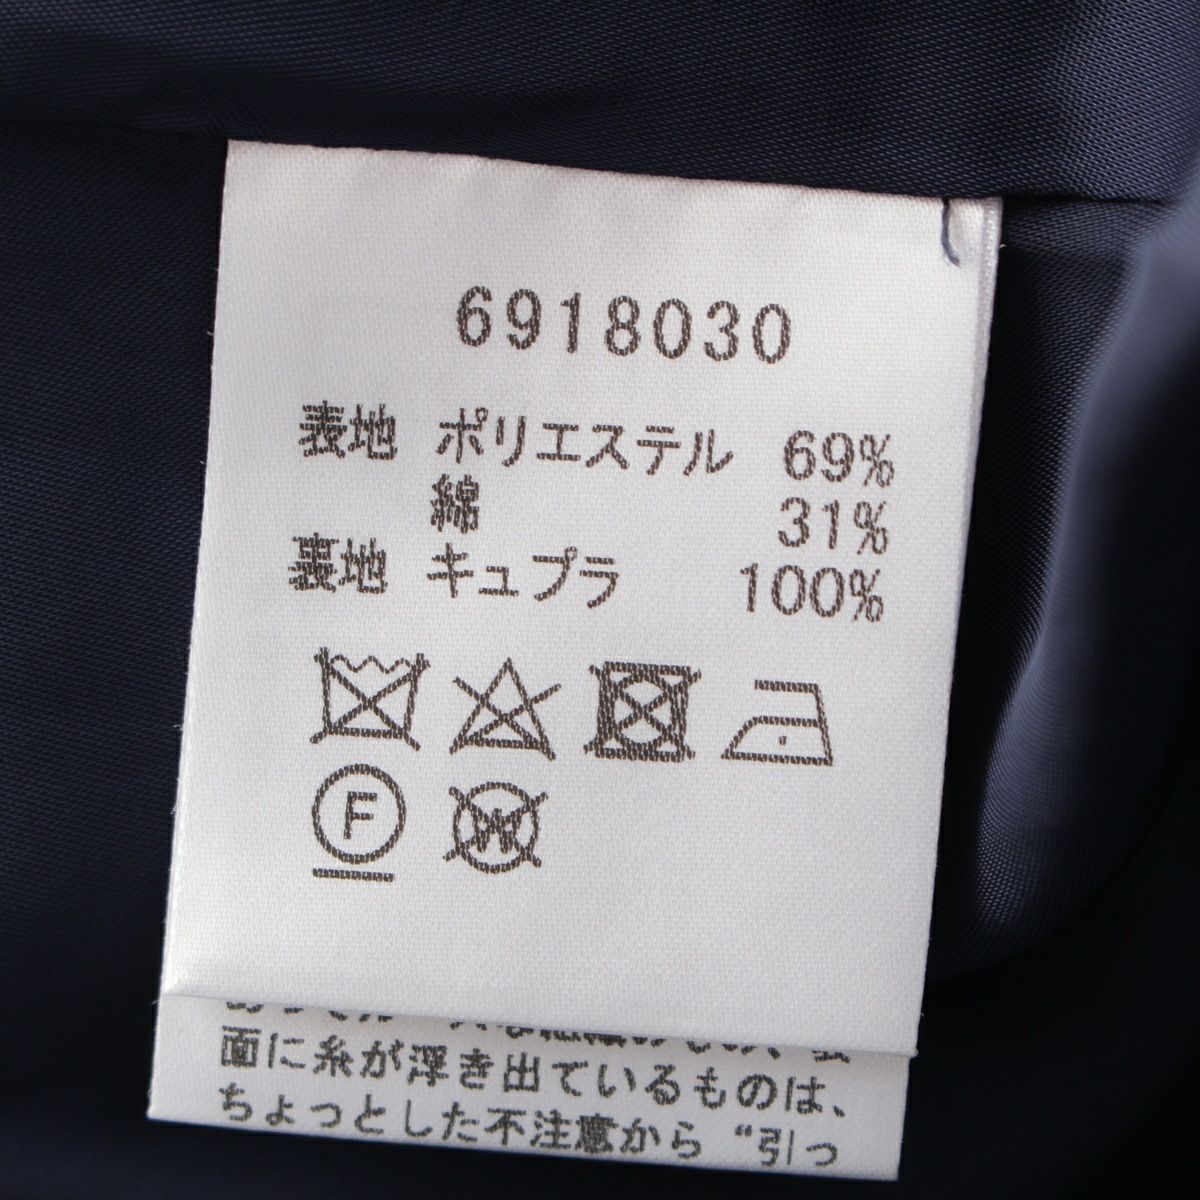 6918030
表地 ポリエステル 69%
綿 31%
裏地 キュプラ 100%
F
W
面に糸が浮き出ているものは、
ちょっとした不注意から “引っ